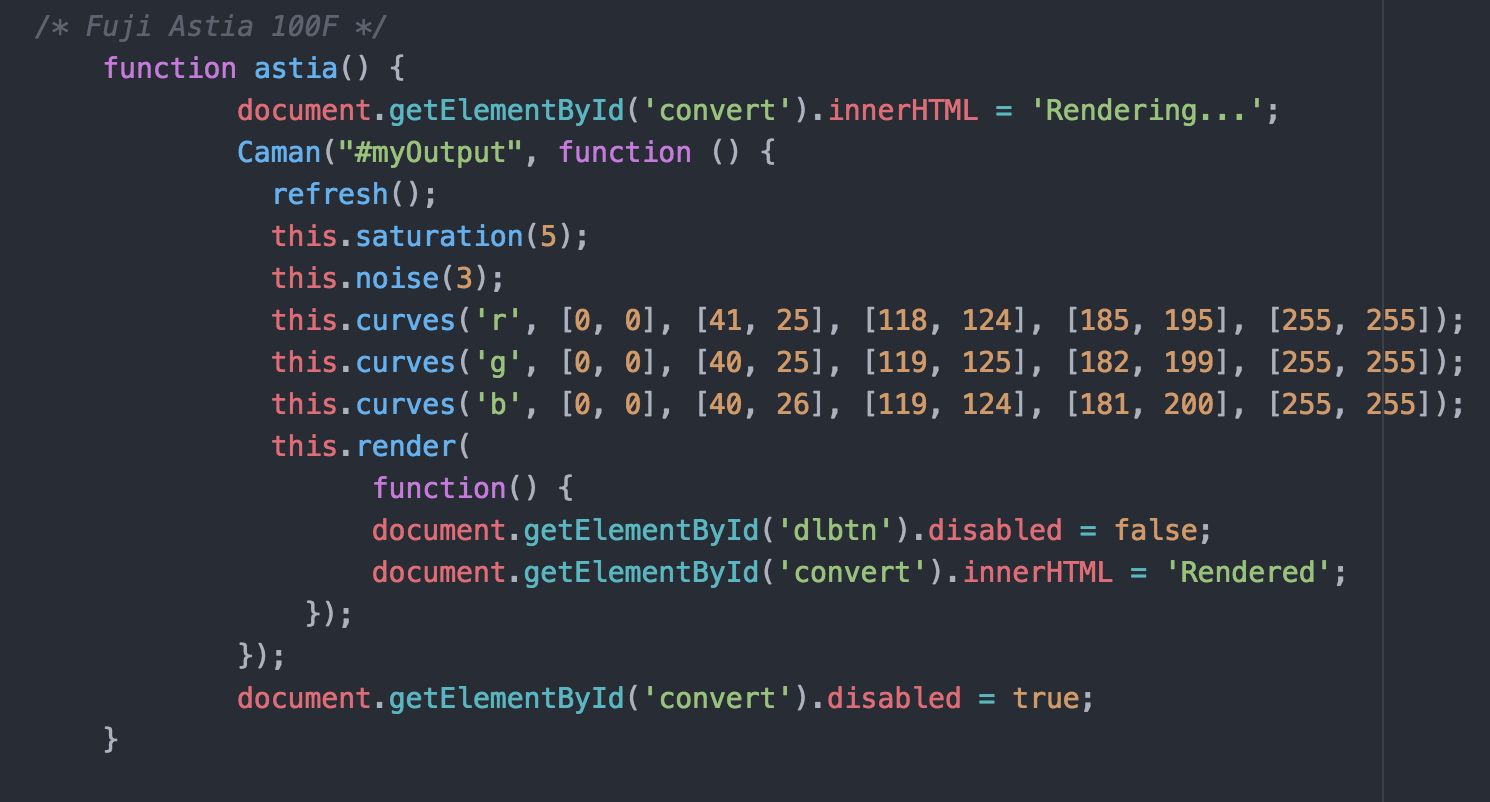 /* Fuji Astia 100F */
function astia() {
document.getElementById('convert').innerHTML = 'Rendering...';
Caman("#myOutput", function () {
refresh();
this.saturation(5);
this.noise(3);
this.curves('r', [0, 0], [41, 25], [118, 124], [185, 195], [255, 255]);
this.curves('g', [0, 0], [40, 25], [119, 125], [182, 199], [255, 255]);
this.curves('b', [0, 0], [40, 26], [119, 124], [181, 200], [255, 255]);
this.render(
function() {
document.getElementById('dlbtn').disabled = false;
document.getElementById('convert').innerHTML = 'Rendered';
});
});
document.getElementById('convert').disabled = true;
}